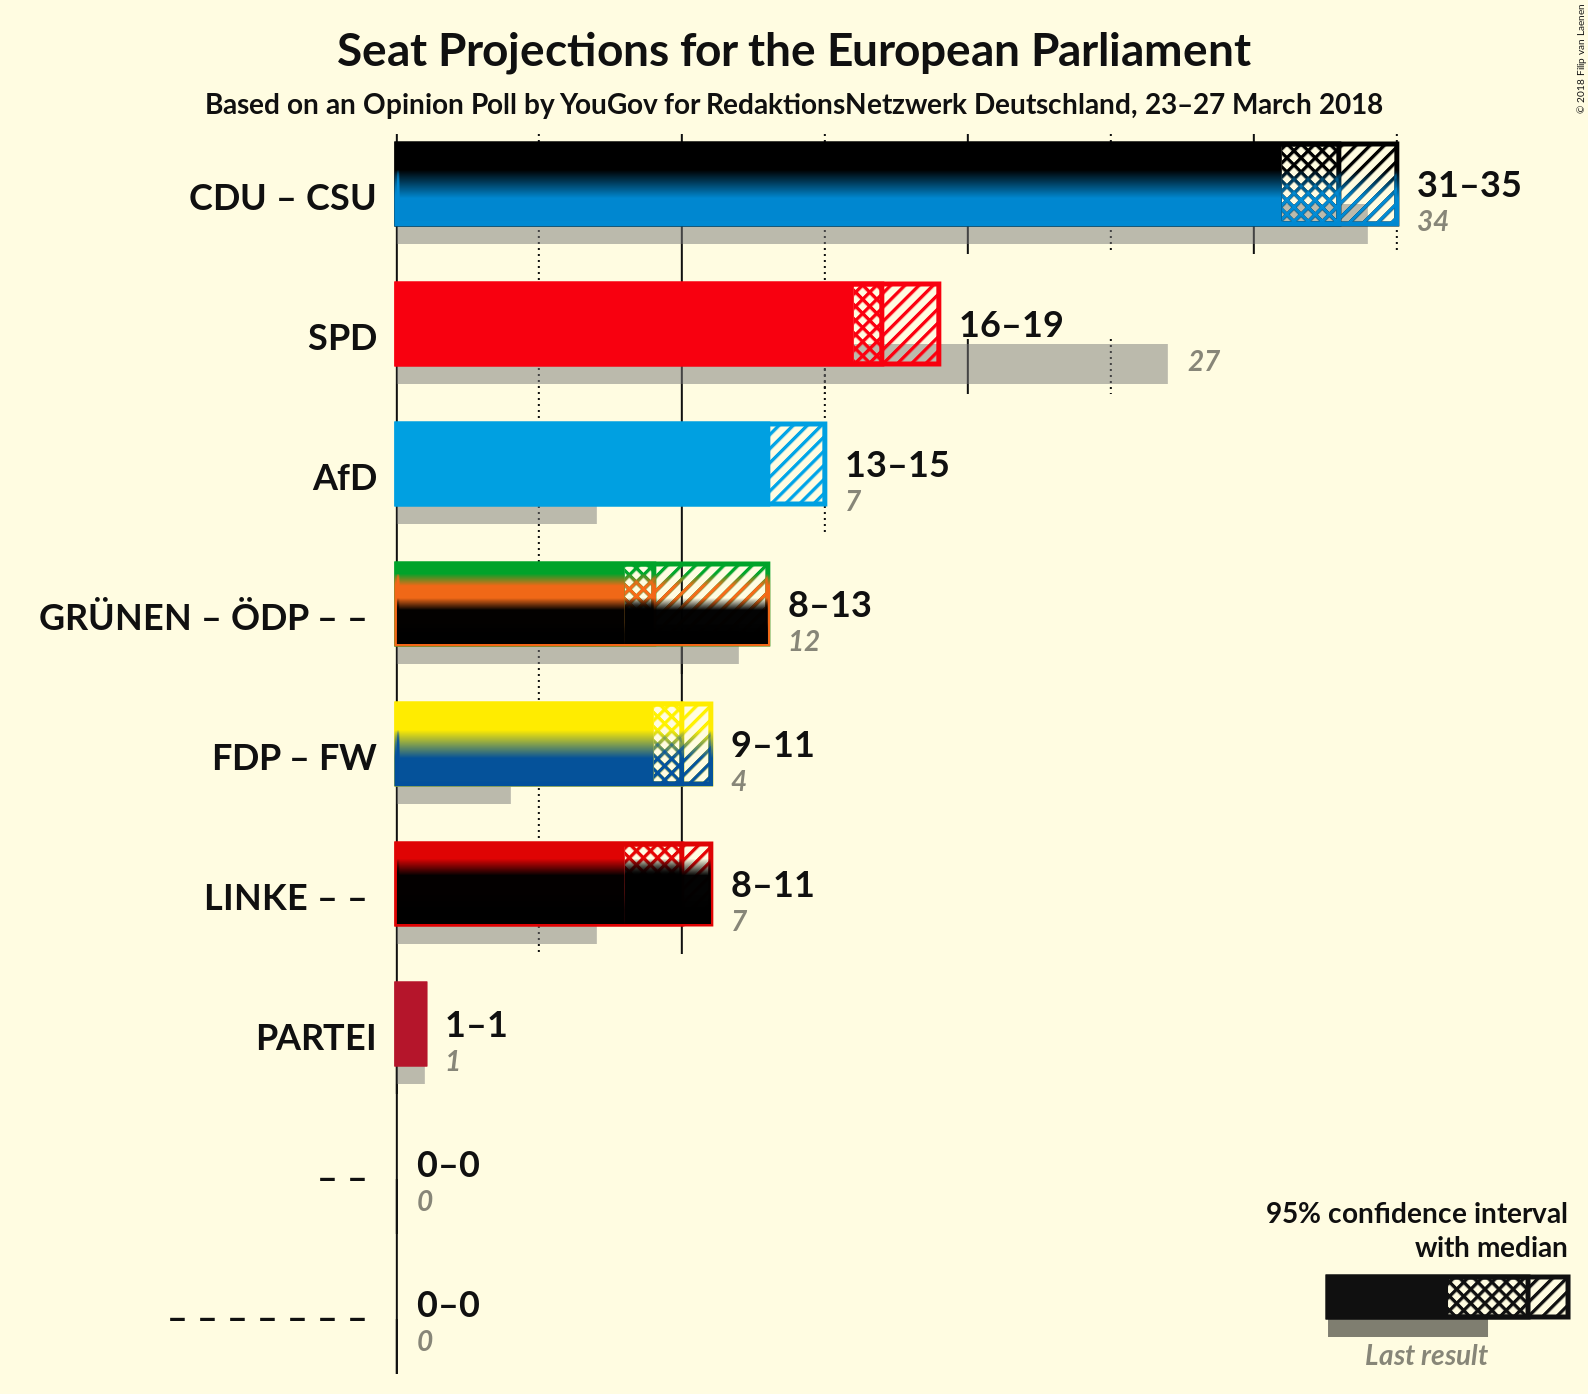 Seat Projections for the European Parliament
Based on an Opinion Poll by YouGov for RedaktionsNetzwerk Deutschland, 23–27 March 2018
© 2018 Filip van Laenen
CDU – CSU
31–35
34
SPD
16–19
27
AfD
13–15
7
GRÜNEN – ÖDP – –
8–13
12
FDP – FW
9–11
4
LINKE – –
8–11
7
PARTEI
1–1
1
– –
0–0
0
– – – – – – –
0–0
0
95% confidence interval
with median
Last result